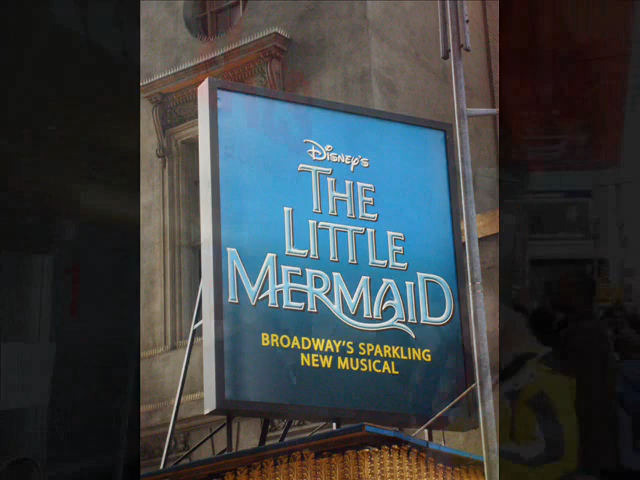 Disney's
THE
LITTLE
MERMAID
BROADWAY'S SPARKLING
NEW MUSICAL